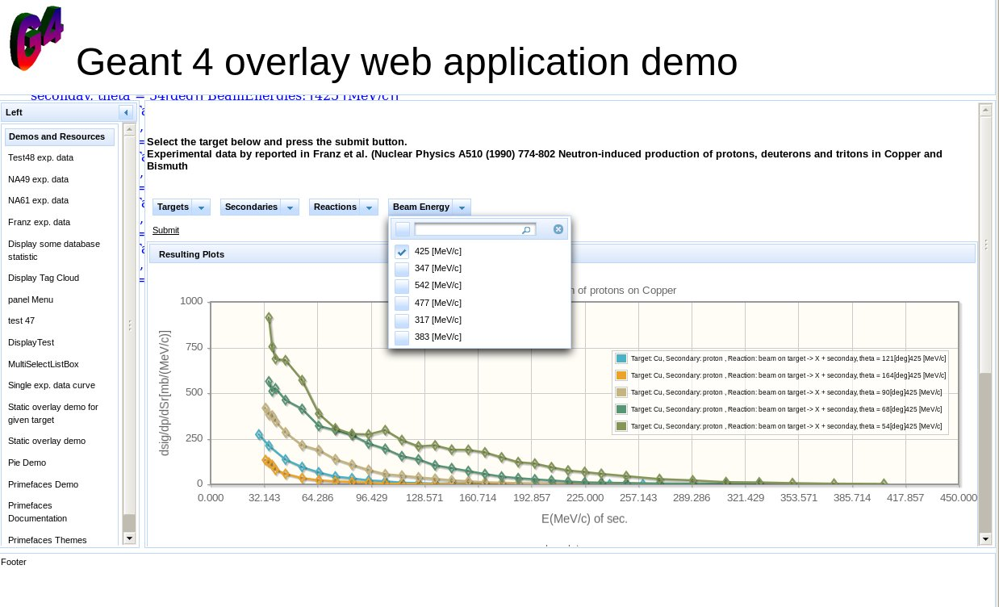 G4
Geant 4 overlay web application demo
seconday, theta = 54[deg]] BeamEnergies: [425 [MeV/c]]
Left
Demos and Resources
Test48 exp. data
NA49 exp. data
NA61 exp. data
Franz exp. data
Display some database
statistic
Display Tag Cloud
panel Menu
test 47
DisplayTest
MultiSelectListBox
Single exp. data curve
Static overlay demo for
given target
Static overlay demo
Pie Demo
Primefaces Demo
Primefaces
Documentation
Primefaces Themes
Select the target below and press the submit button.
Experimental data by reported in Franz et al. (Nuclear Physics A510 (1990) 774-802 Neutron-induced production of protons, deuterons and tritons in Copper and
Bismuth
Targets
Secondaries
Reactions
Beam Energy
Submit
425 [MeV/c]
347 [MeV/c]
542 [MeV/c]
477 [MeV/c]
317 [MeV/c]
383 [MeV/c]
Resulting Plots
of protons on Copper
dsig/dp/dSr[mb/(MeV/c)]
1000
750
500
250
0
Target: Cu, Secondary: proton , Reaction: beam on target -> X + seconday, theta = 121[deg]425 [MeV/c]
Target: Cu, Secondary: proton , Reaction: beam on target -> X + seconday, theta = 164[deg]425 [MeV/c]
Target: Cu, Secondary: proton , Reaction: beam on target -> X + seconday, theta = 90[deg]425 [MeV/c]
Target: Cu, Secondary: proton , Reaction: beam on target -> X + seconday, theta = 68[deg]425 [MeV/c]
Target: Cu, Secondary: proton , Reaction: beam on target -> X + seconday, theta = 54[deg]425 [MeV/c]
0.000 32.143 64.286 96.429 128.571 160.714 192.857 225.000 257.143 289.286 321.429 353.571 385.714 417.857 450.000
E(MeV/c) of sec.
Footer